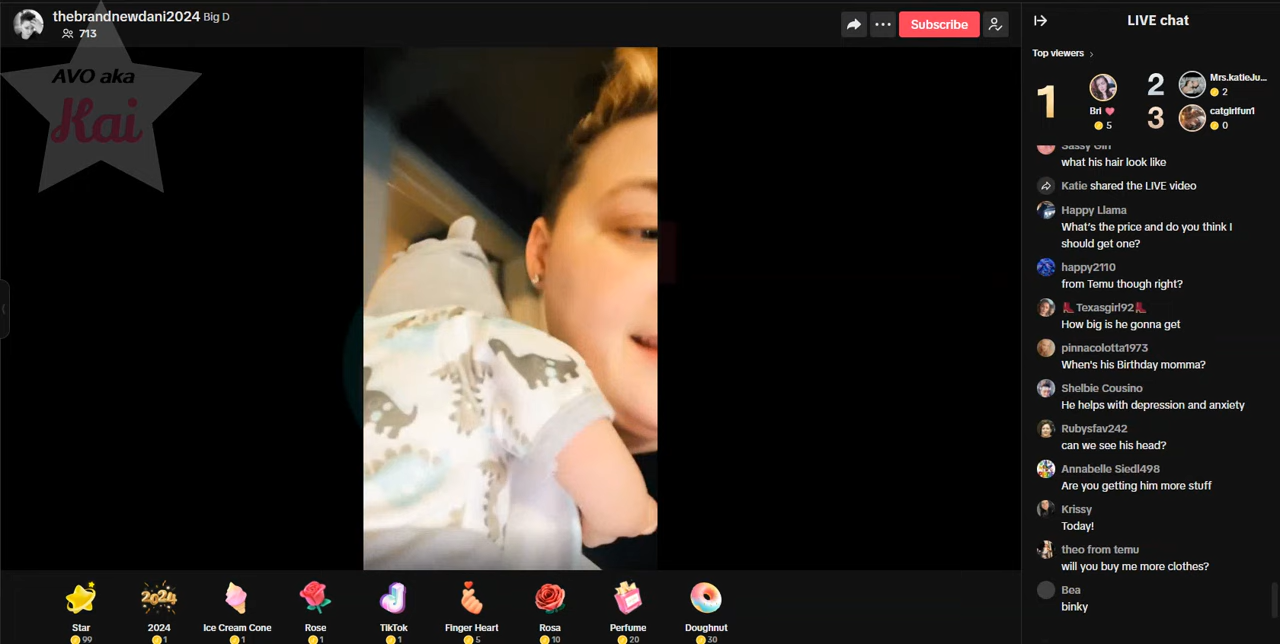 thebrandnewdani2024 Big D
713
Subscribe
LIVE chat
AVO aka
Kai
Top viewers
1
Bri
5
2
Mrs.katieJu...
2
3
catgirlfun1
0
Sassy Girl
what his hair look like
Katie shared the LIVE video
Happy Llama
What's the price and do you think I
should get one?
happy2110
from Temu though right?
Texasgirl92
How big is he gonna get
pinnacolotta1973
When's his Birthday momma?
Shelbie Cousino
He helps with depression and anxiety
Rubysfav242
can we see his head?
Annabelle Siedl498
Are you getting him more stuff
Krissy
Today!
theo from temu
will you buy me more clothes?
Bea
binky
2024
Star
99
2024
1
Ice Cream Cone
1
Rose
1
TikTok
1
Finger Heart
5
Rosa
10
Perfume
20
Doughnut
30